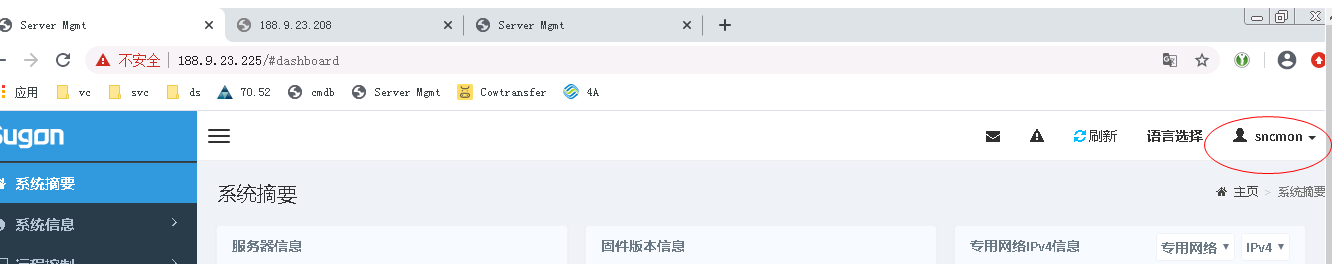 Server Mgmt
188.9.23.208
Server Mgmt
不安全 188.9.23.225/#dashboard
应用 vc svc ds 70.52 cmdb Server Mgmt Cowtransfer 4A
Sugon 刷新 语言选择 sncmon
系统摘要
系统摘要
主页 > 系统摘要
系统信息
服务器信息
固件版本信息
专用网络IPv4信息 专用网络 IPv4
远程控制